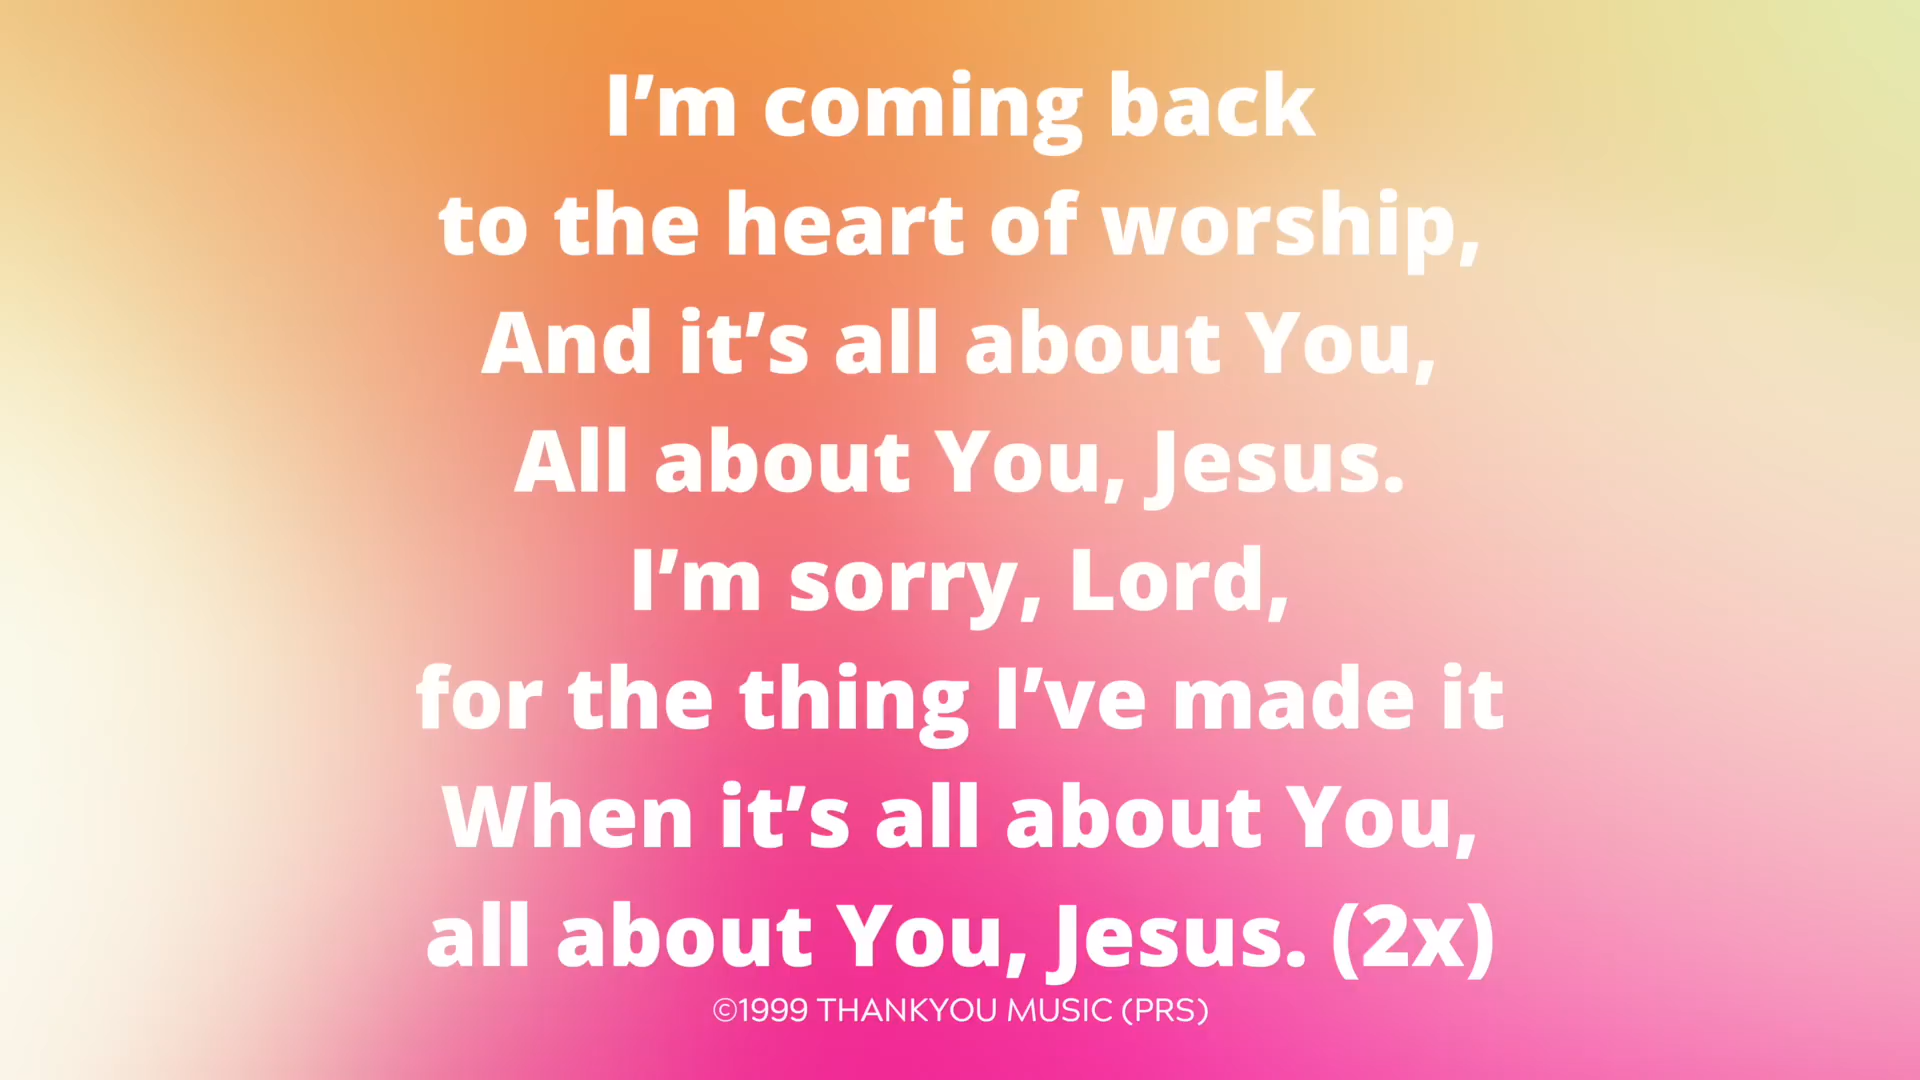 I’m coming back
to the heart of worship,
And it’s all about You,
All about You, Jesus.
I’m sorry, Lord,
for the thing I’ve made it
When it’s all about You,
all about You, Jesus. (2x)
©1999 THANKYOU MUSIC (PRS)